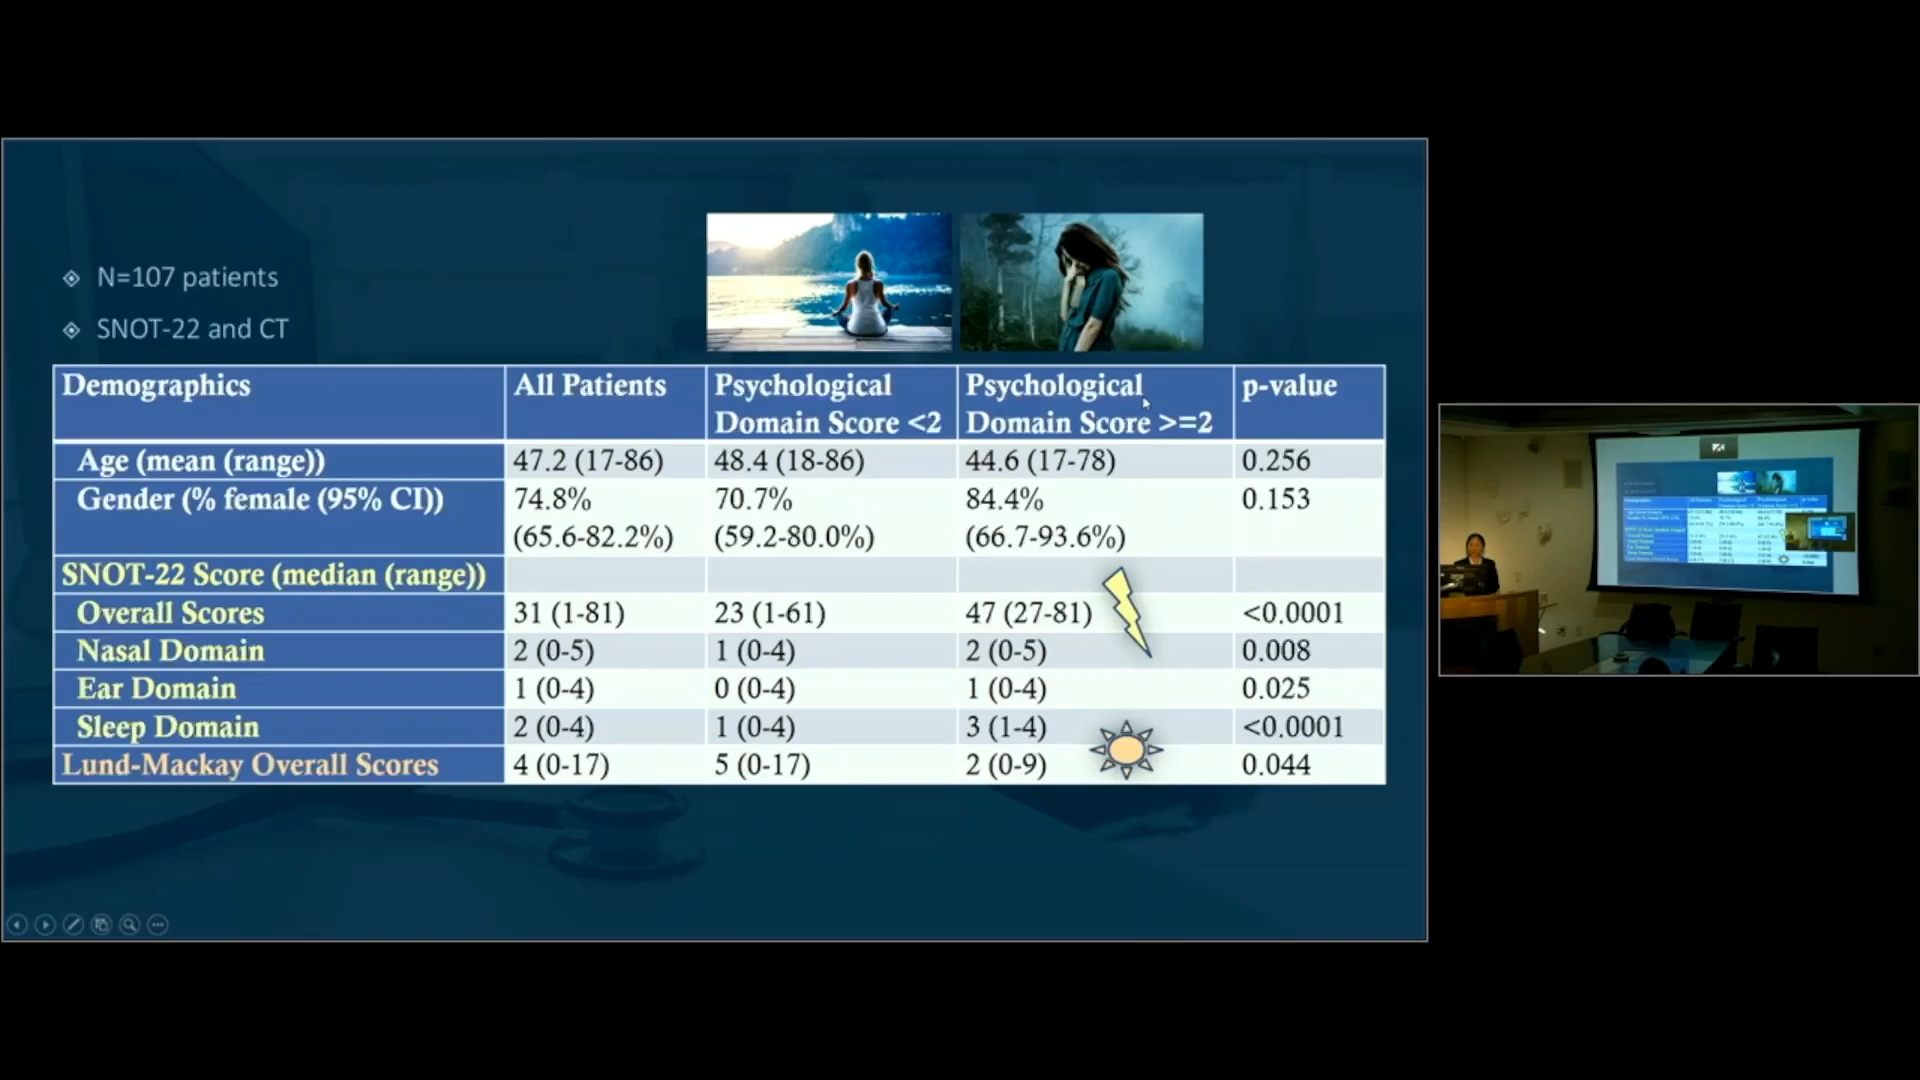 N=107 patients
SNOT-22 and CT
Demographics All Patients Psychological Domain Score <2 Psychological Domain Score >=2 p-value
Age (mean (range)) 47.2 (17-86) 48.4 (18-86) 44.6 (17-78) 0.256
Gender (% female (95% CI)) 74.8% (65.6-82.2%) 70.7% (59.2-80.0%) 84.4% (66.7-93.6%) 0.153
SNOT-22 Score (median (range))
Overall Scores 31 (1-81) 23 (1-61) 47 (27-81) <0.0001
Nasal Domain 2 (0-5) 1 (0-4) 2 (0-5) 0.008
Ear Domain 1 (0-4) 0 (0-4) 1 (0-4) 0.025
Sleep Domain 2 (0-4) 1 (0-4) 3 (1-4) <0.0001
Lund-Mackay Overall Scores 4 (0-17) 5 (0-17) 2 (0-9) 0.044